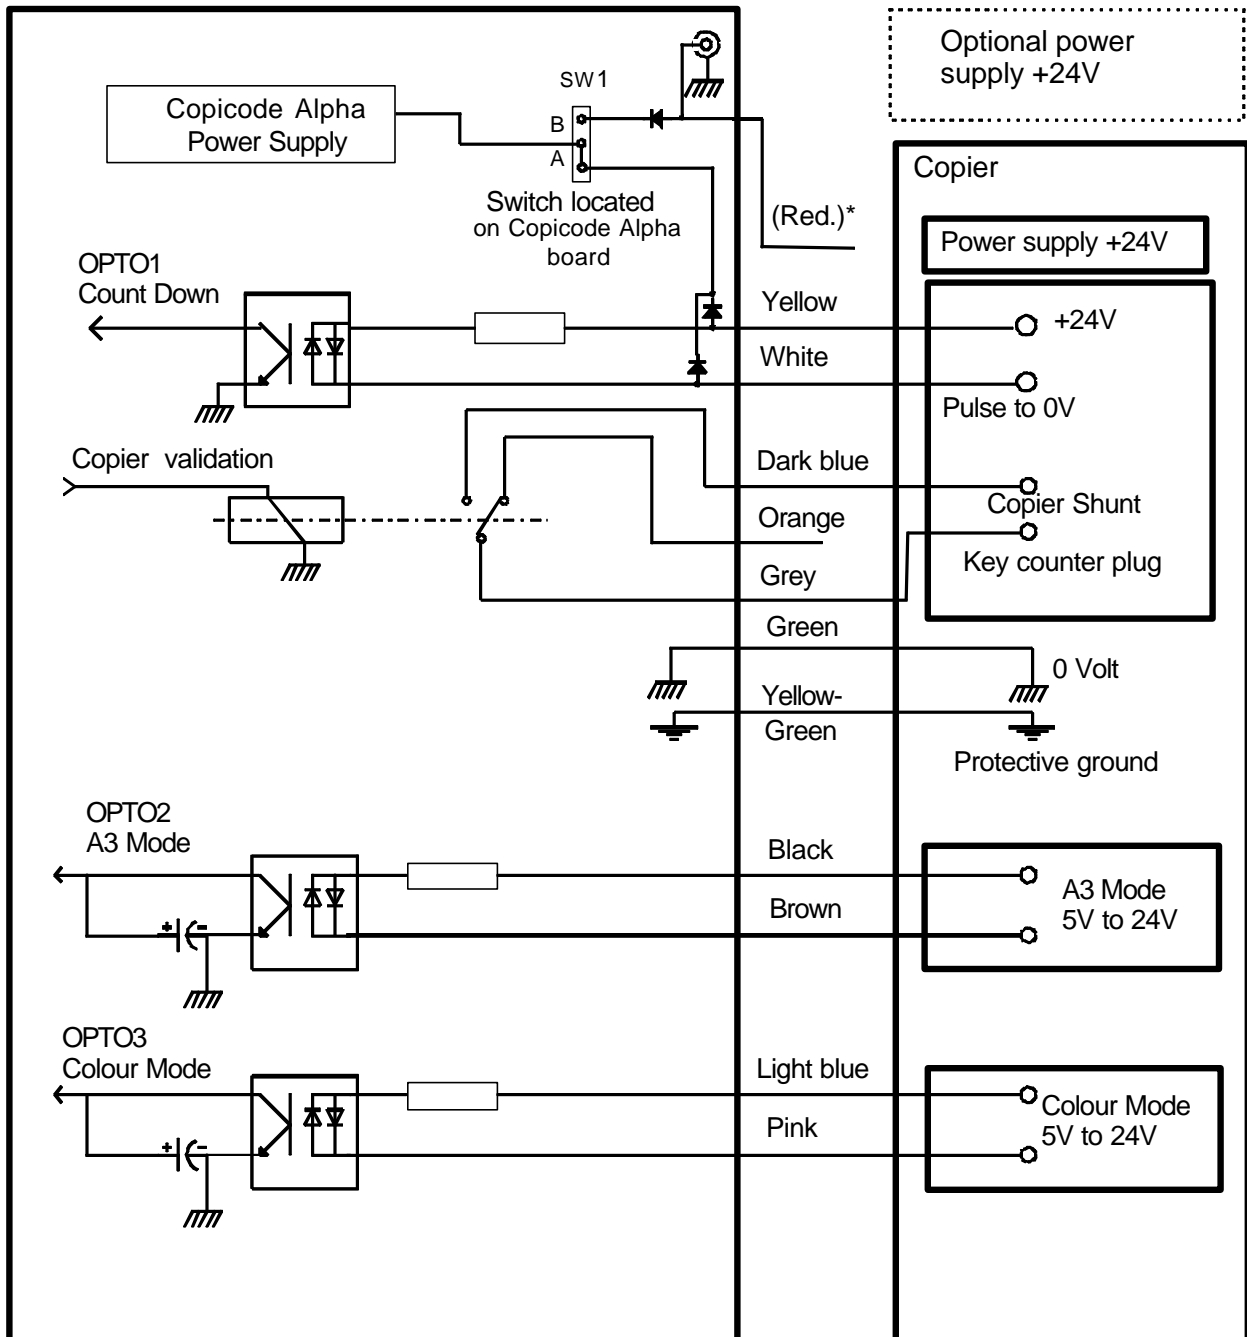 Optional power
supply +24V
SW1
Copicode Alpha
Power Supply
B
A
Copier
Switch located
on Copicode Alpha
board
(Red.)*
Power supply +24V
OPTO1
Count Down
Yellow
+24V
White
Pulse to 0V
Copier validation
Dark blue
Copier Shunt
Orange
Key counter plug
Grey
Green
0 Volt
Yellow-
Green
Protective ground
OPTO2
A3 Mode
Black
A3 Mode
5V to 24V
Brown
+ -
OPTO3
Colour Mode
Light blue
Colour Mode
5V to 24V
Pink
+ -